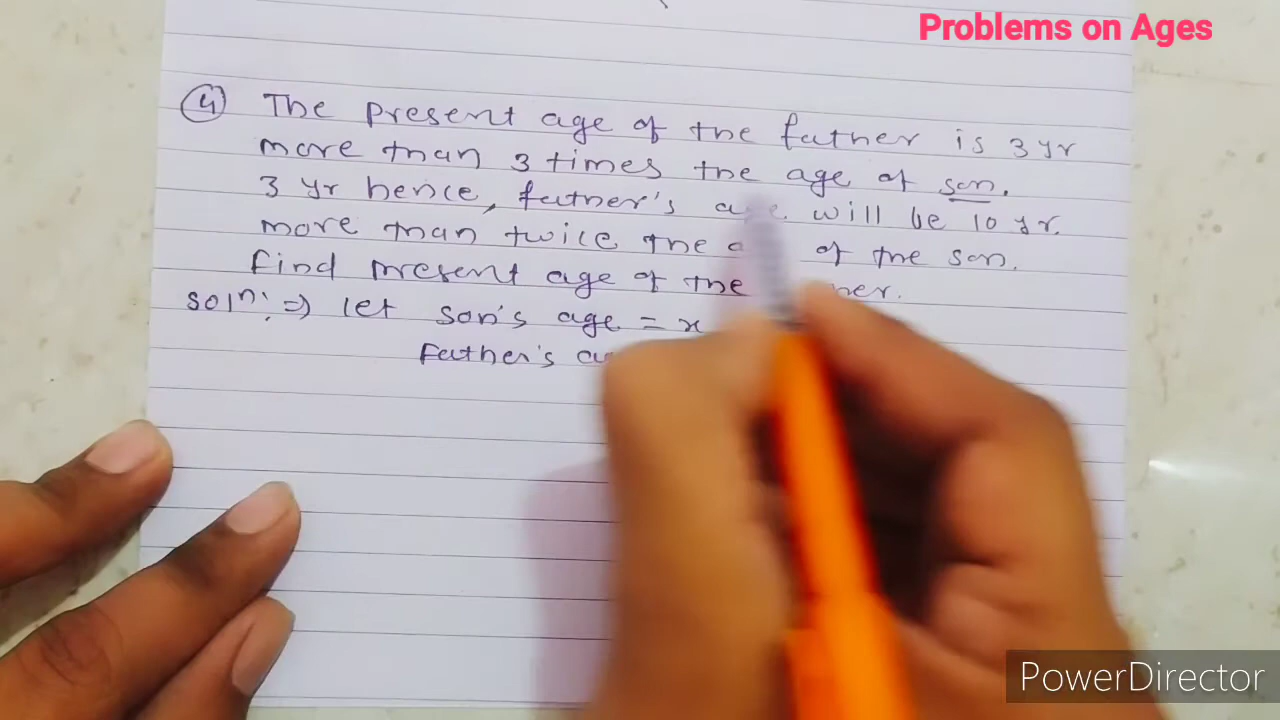 Problems on Ages
(4) The present age of the father is 3 yr
more than 3 times the age of son.
3 yr hence, father's age will be 10 yr.
more than twice the of the son.
Find present age of the
soln: => let son's age = x
Father's
PowerDirector